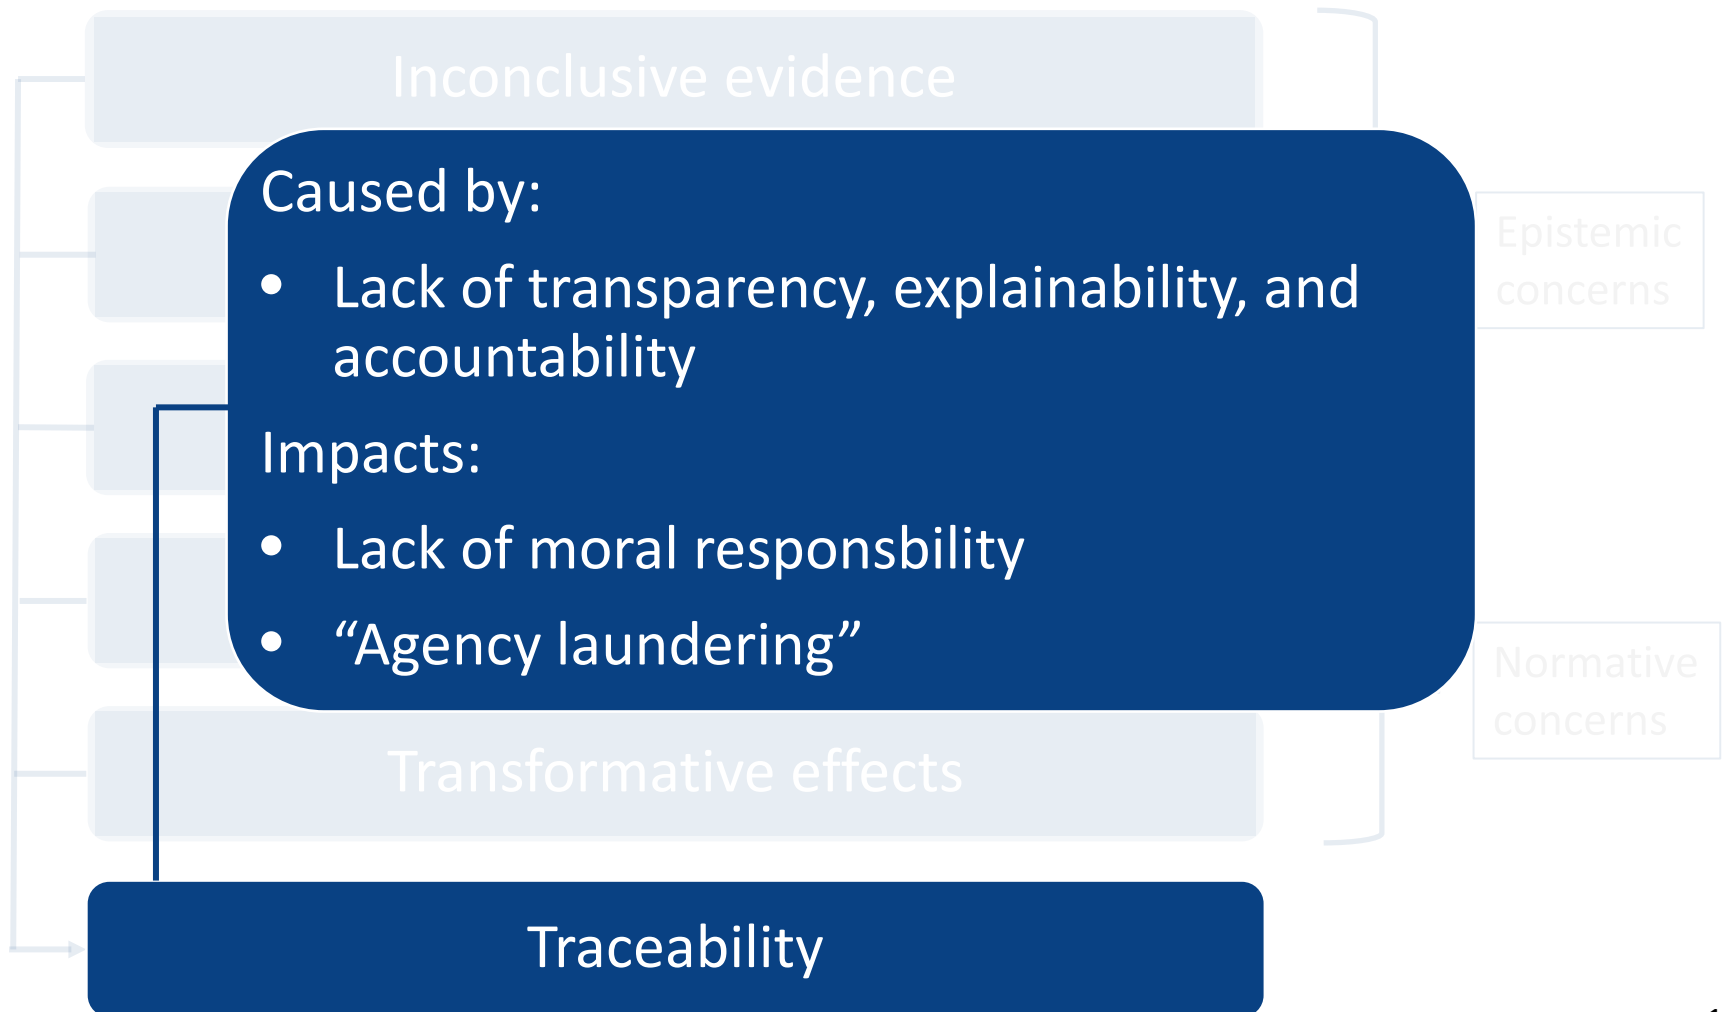 Inconclusive evidence
Caused by:
• Lack of transparency, explainability, and
accountability
Impacts:
• Lack of moral responsbility
• “Agency laundering”
Epistemic
concerns
Normative
concerns
Transformative effects
Traceability